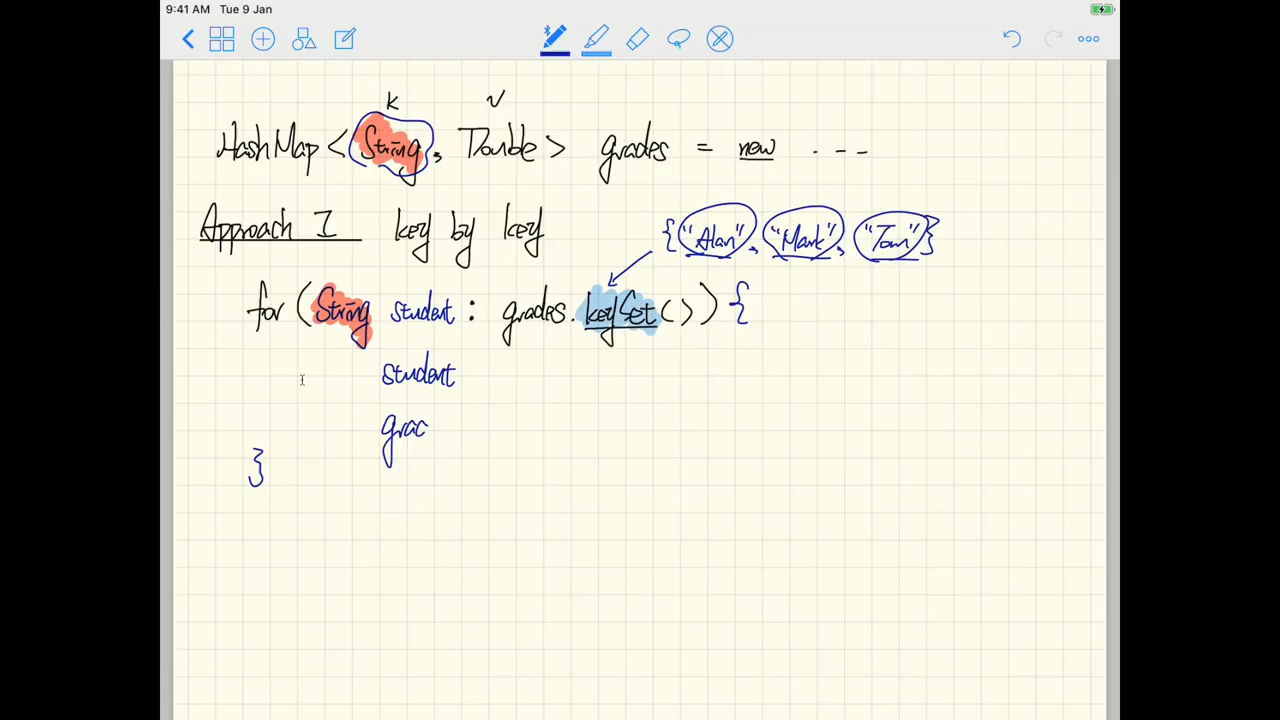 9:41 AM Tue 9 Jan
K V
HashMap < String, Double > grades = new . - - -
Approach I key by key
{ "Alan", "Mark", "Tom" }
for ( String student : grades . keySet ( ) ) {
student
grac
}